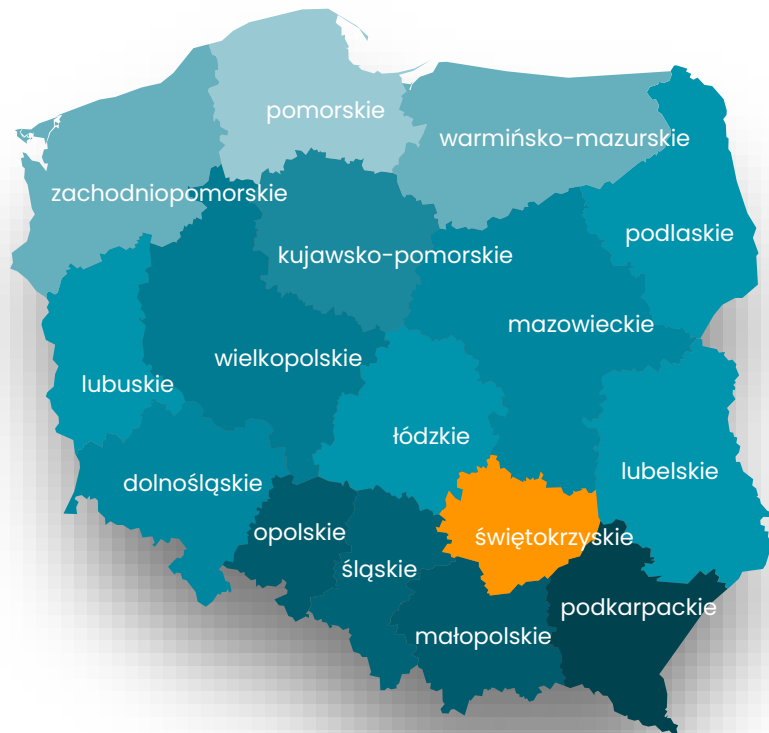 pomorskie
warmińsko-mazurskie
zachodniopomorskie
podlaskie
kujawsko-pomorskie
mazowieckie
wielkopolskie
lubuskie
łódzkie
lubelskie
dolnośląskie
opolskie
świętokrzyskie
śląskie
podkarpackie
małopolskie